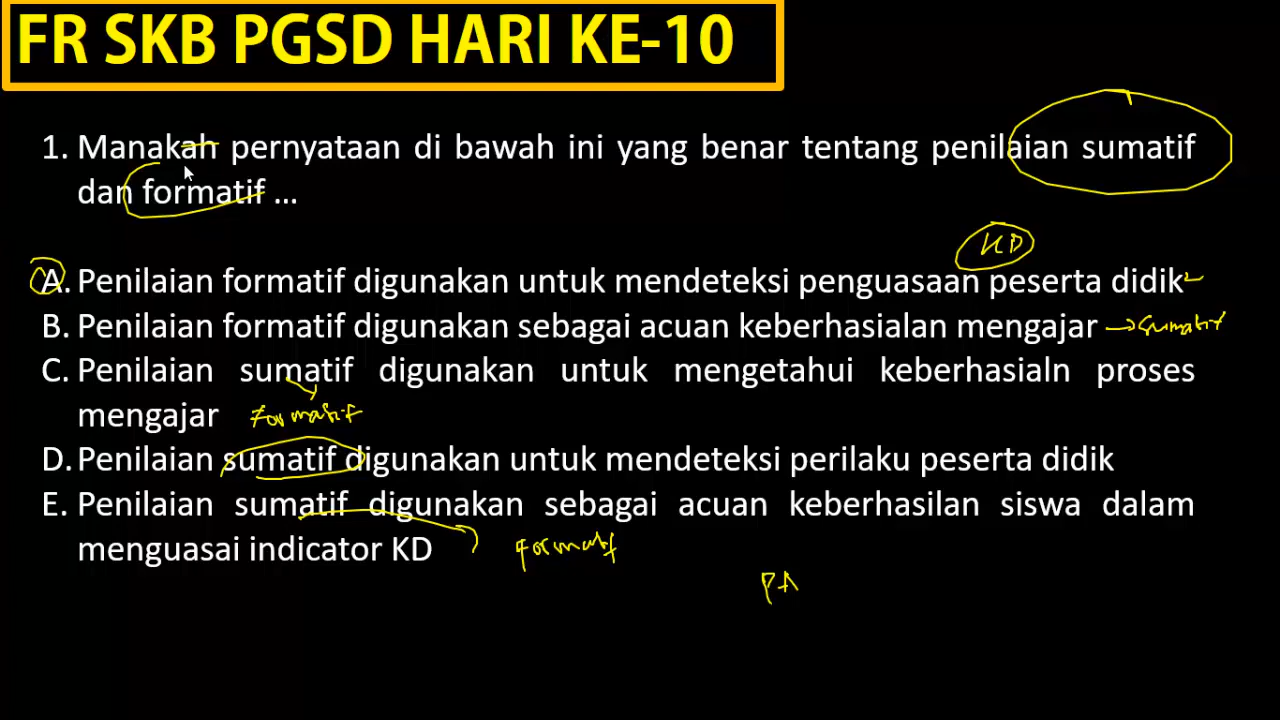 FR SKB PGSD HARI KE-10
1. Manakah pernyataan di bawah ini yang benar tentang penilaian sumatif
dan formatif ...
KD
A. Penilaian formatif digunakan untuk mendeteksi penguasaan peserta didik
B. Penilaian formatif digunakan sebagai acuan keberhasialan mengajar → Sumatif
C. Penilaian sumatif digunakan untuk mengetahui keberhasialn proses
mengajar Formatif
D. Penilaian sumatif digunakan untuk mendeteksi perilaku peserta didik
E. Penilaian sumatif digunakan sebagai acuan keberhasilan siswa dalam
menguasai indicator KD formatif
PA